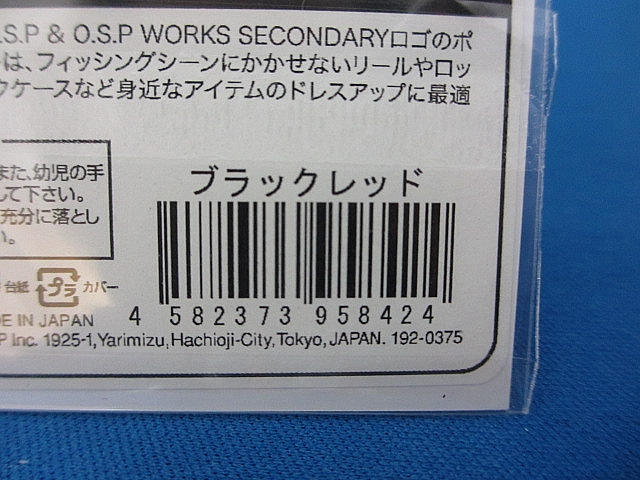 .S.P & O.S.P WORKS SECONDARYロゴのポ
は、フィッシングシーンにかかせないリールやロッ
クケースなど身近なアイテムのドレスアップに最適
また、幼児の手
して下さい。
充分に落とし
い。
ブラックレッド
台紙 プラ カバー
4 582373 958424
DE IN JAPAN
P Inc. 1925-1,Yarimizu,Hachioji-City,Tokyo,JAPAN. 192-0375